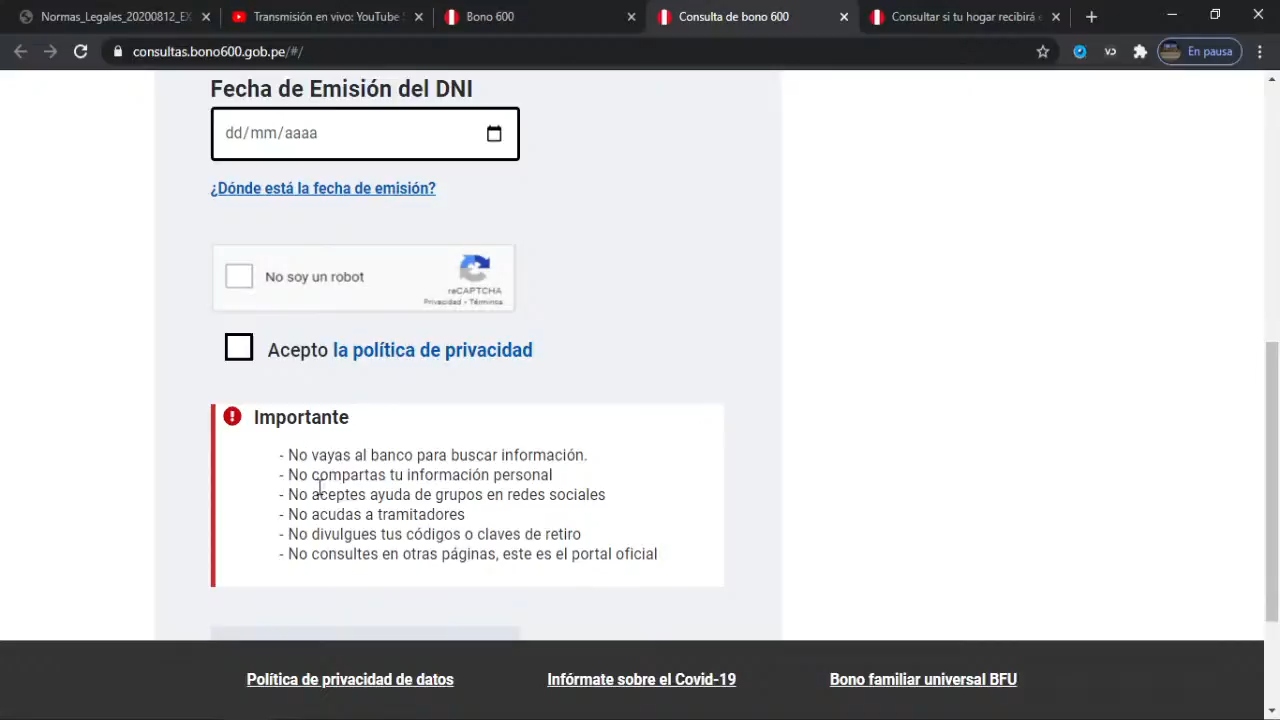 Normas_Legales_20200812_EX
Transmisión en vivo: YouTube
Bono 600
Consulta de bono 600
Consultar si tu hogar recibirá
consultas.bono600.gob.pe/#/
En pausa
Fecha de Emisión del DNI
dd/mm/aaaa
¿Dónde está la fecha de emisión?
No soy un robot
reCAPTCHA
Privacidad - Términos
Acepto la política de privacidad
Importante
- No vayas al banco para buscar información.
- No compartas tu información personal
- No aceptes ayuda de grupos en redes sociales
- No acudas a tramitadores
- No divulgues tus códigos o claves de retiro
- No consultes en otras páginas, este es el portal oficial
Política de privacidad de datos
Infórmate sobre el Covid-19
Bono familiar universal BFU